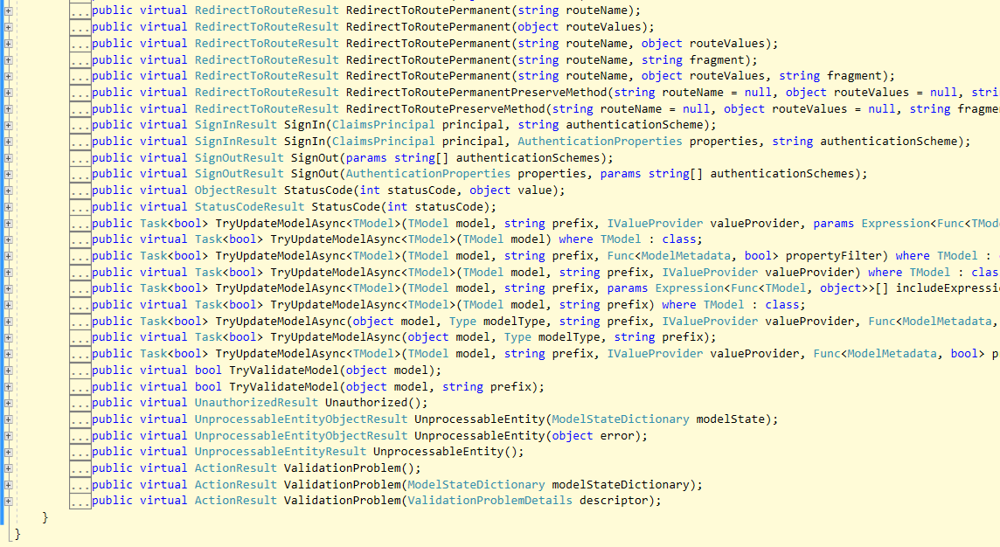 ...public virtual RedirectToRouteResult RedirectToRoutePermanent(string routeName);
...public virtual RedirectToRouteResult RedirectToRoutePermanent(object routeValues);
...public virtual RedirectToRouteResult RedirectToRoutePermanent(string routeName, object routeValues);
...public virtual RedirectToRouteResult RedirectToRoutePermanent(string routeName, string fragment);
...public virtual RedirectToRouteResult RedirectToRoutePermanent(string routeName, object routeValues, string fragment);
...public virtual RedirectToRouteResult RedirectToRoutePermanentPreserveMethod(string routeName = null, object routeValues = null, stri
...public virtual RedirectToRouteResult RedirectToRoutePreserveMethod(string routeName = null, object routeValues = null, string fragme
...public virtual SignInResult SignIn(ClaimsPrincipal principal, string authenticationScheme);
...public virtual SignInResult SignIn(ClaimsPrincipal principal, AuthenticationProperties properties, string authenticationScheme);
...public virtual SignOutResult SignOut(params string[] authenticationSchemes);
...public virtual SignOutResult SignOut(AuthenticationProperties properties, params string[] authenticationSchemes);
...public virtual ObjectResult StatusCode(int statusCode, object value);
...public virtual StatusCodeResult StatusCode(int statusCode);
...public Task<bool> TryUpdateModelAsync<TModel>(TModel model, string prefix, IValueProvider valueProvider, params Expression<Func<TMod
...public virtual Task<bool> TryUpdateModelAsync<TModel>(TModel model) where TModel : class;
...public Task<bool> TryUpdateModelAsync<TModel>(TModel model, string prefix, Func<ModelMetadata, bool> propertyFilter) where TModel :
...public virtual Task<bool> TryUpdateModelAsync<TModel>(TModel model, string prefix, IValueProvider valueProvider) where TModel : clas
...public Task<bool> TryUpdateModelAsync<TModel>(TModel model, string prefix, params Expression<Func<TModel, object>>[] includeExpressi
...public virtual Task<bool> TryUpdateModelAsync<TModel>(TModel model, string prefix) where TModel : class;
...public Task<bool> TryUpdateModelAsync(object model, Type modelType, string prefix, IValueProvider valueProvider, Func<ModelMetadata,
...public virtual Task<bool> TryUpdateModelAsync(object model, Type modelType, string prefix);
...public Task<bool> TryUpdateModelAsync<TModel>(TModel model, string prefix, IValueProvider valueProvider, Func<ModelMetadata, bool> p
...public virtual bool TryValidateModel(object model);
...public virtual bool TryValidateModel(object model, string prefix);
...public virtual UnauthorizedResult Unauthorized();
...public virtual UnprocessableEntityObjectResult UnprocessableEntity(ModelStateDictionary modelState);
...public virtual UnprocessableEntityObjectResult UnprocessableEntity(object error);
...public virtual UnprocessableEntityResult UnprocessableEntity();
...public virtual ActionResult ValidationProblem();
...public virtual ActionResult ValidationProblem(ModelStateDictionary modelStateDictionary);
...public virtual ActionResult ValidationProblem(ValidationProblemDetails descriptor);
}
}